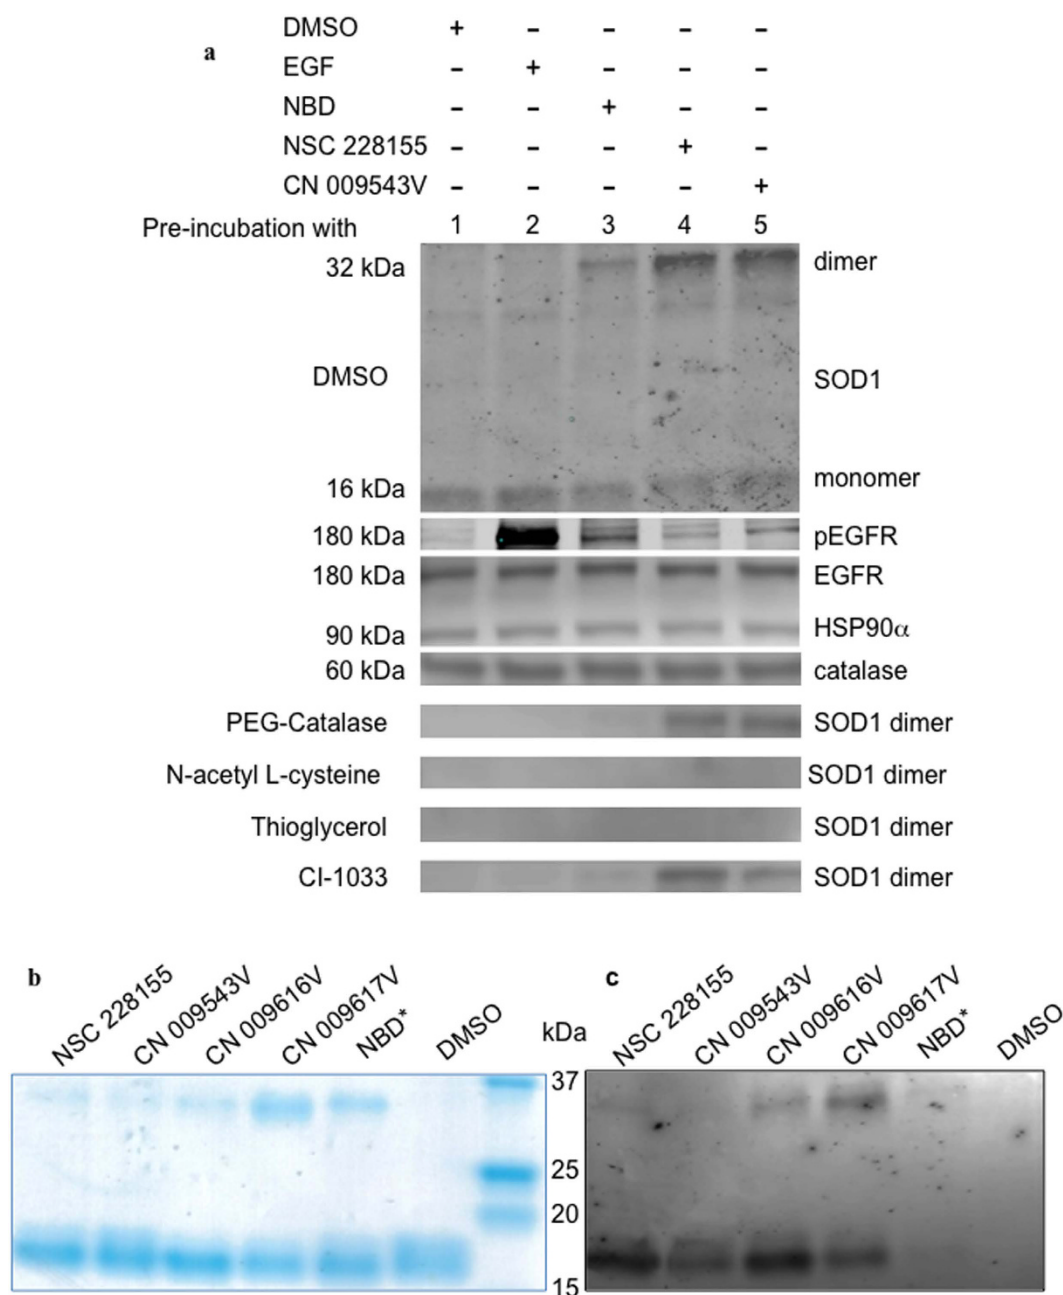 a
DMSO + – – – –
EGF – + – – –
NBD – – + – –
NSC 228155 – – – + –
CN 009543V – – – – +
Pre-incubation with 1 2 3 4 5
32 kDa dimer
DMSO SOD1
16 kDa monomer
180 kDa pEGFR
180 kDa EGFR
90 kDa HSP90α
60 kDa catalase
PEG-Catalase SOD1 dimer
N-acetyl L-cysteine SOD1 dimer
Thioglycerol SOD1 dimer
CI-1033 SOD1 dimer
b
NSC 228155
CN 009543V
CN 009616V
CN 009617V
NBD*
DMSO
kDa
37
25
20
15
c
NSC 228155
CN 009543V
CN 009616V
CN 009617V
NBD*
DMSO